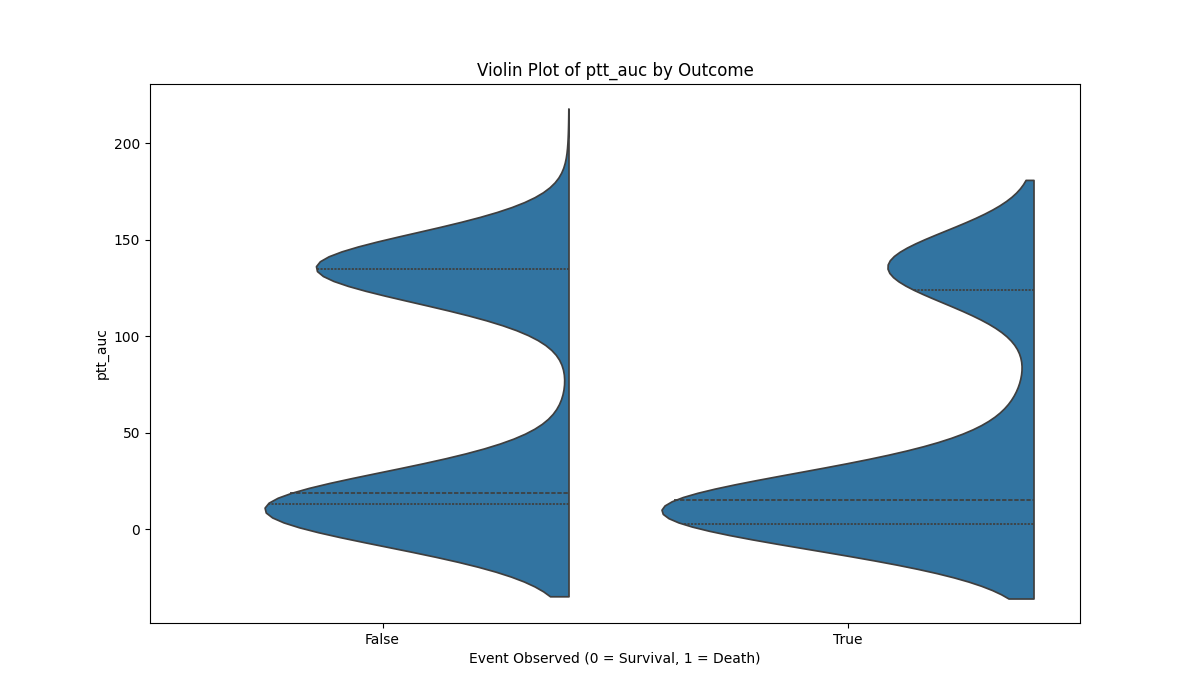 Violin Plot of ptt_auc by Outcome
200
150
100
50
0
ptt_auc
False
True
Event Observed (0 = Survival, 1 = Death)